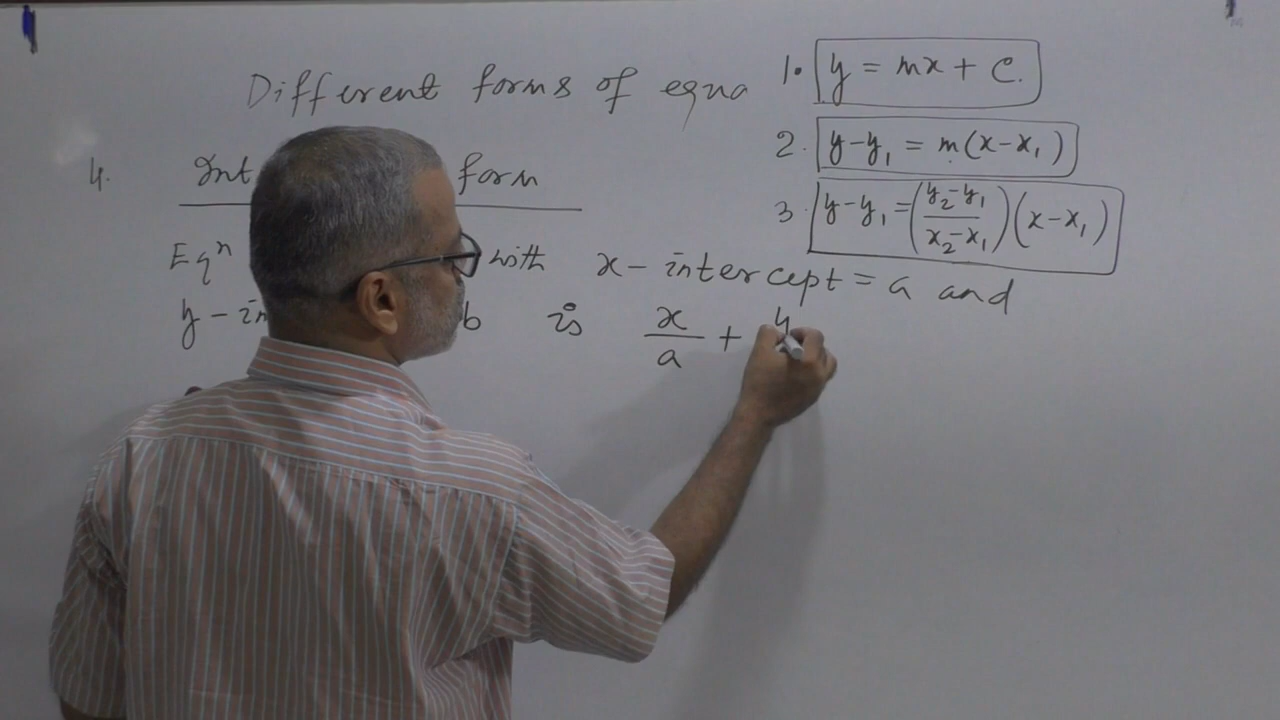 Different forms of equa
1. y = mx + c.
2. y-y₁ = m(x-x₁)
3. y-y₁ = (y₂-y₁/x₂-x₁)(x-x₁)
4. Int form
Eqⁿ with x-intercept = a and
y-in b is x/a + y